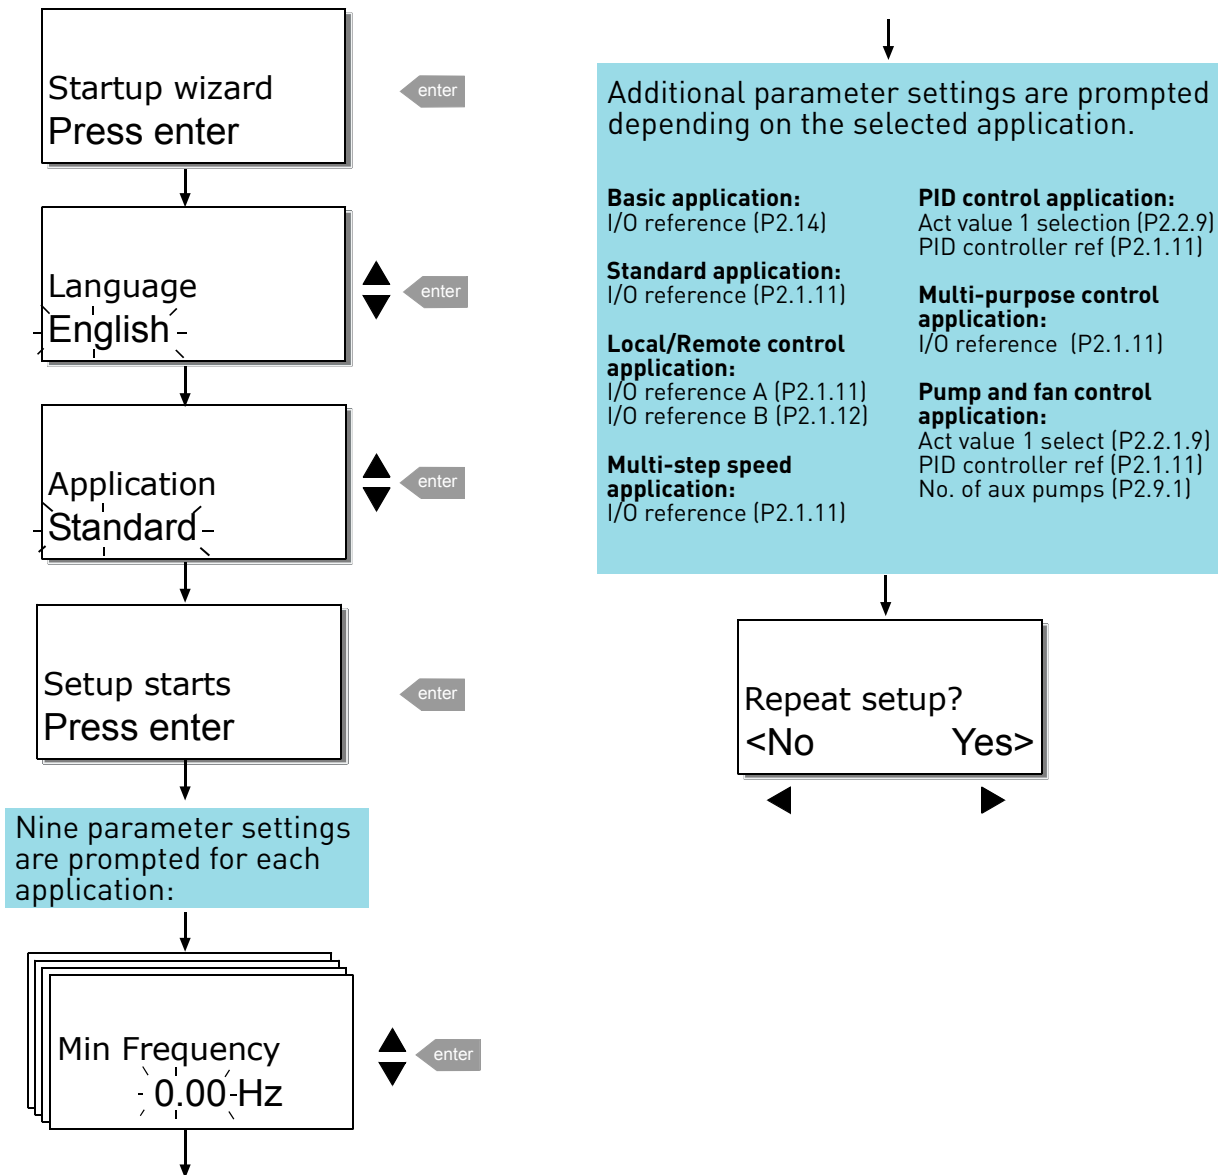 Startup wizard
Press enter
enter
Language
English
enter
Application
Standard
enter
Setup starts
Press enter
enter
Nine parameter settings
are prompted for each
application:
Min Frequency
0.00 Hz
enter
Additional parameter settings are prompted
depending on the selected application.
Basic application:
I/O reference (P2.14)
Standard application:
I/O reference (P2.1.11)
Local/Remote control
application:
I/O reference A (P2.1.11)
I/O reference B (P2.1.12)
Multi-step speed
application:
I/O reference (P2.1.11)
PID control application:
Act value 1 selection (P2.2.9)
PID controller ref (P2.1.11)
Multi-purpose control
application:
I/O reference (P2.1.11)
Pump and fan control
application:
Act value 1 select (P2.2.1.9)
PID controller ref (P2.1.11)
No. of aux pumps (P2.9.1)
Repeat setup?
<No Yes>